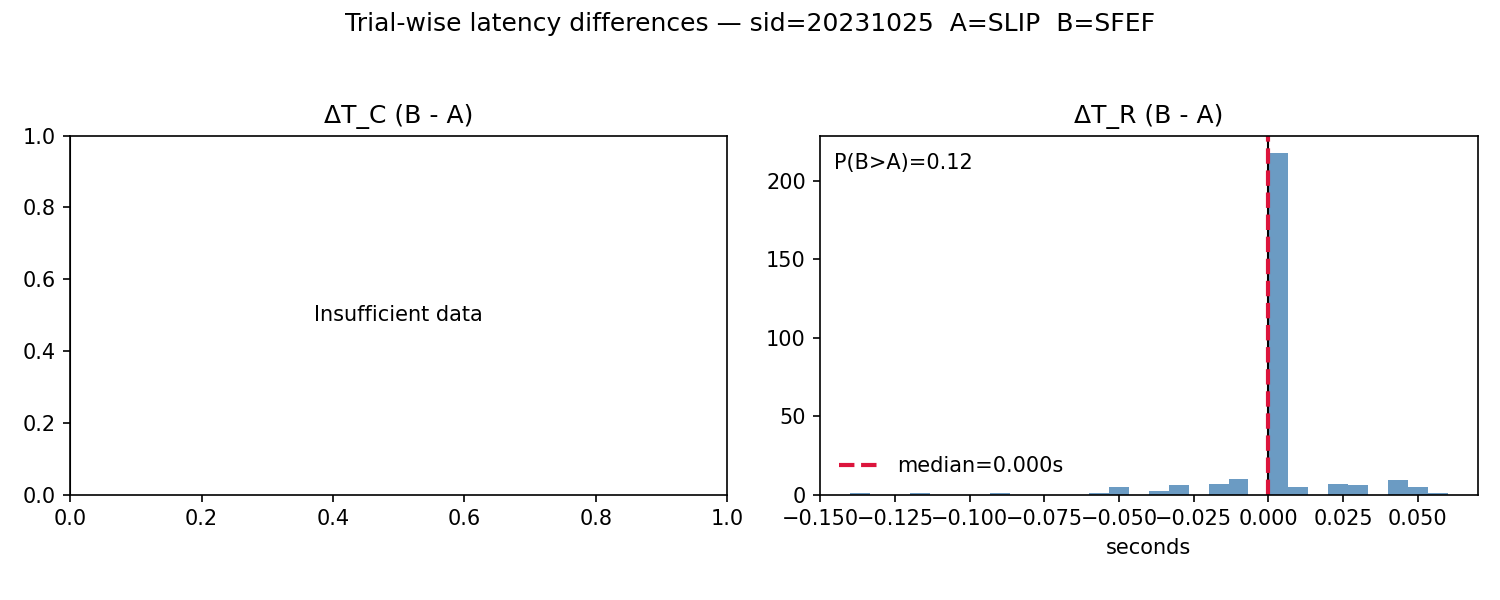 Trial-wise latency differences — sid=20231025  A=SLIP  B=SFEF
ΔT_C (B - A)
1.0
0.8
0.6
0.4
0.2
0.0
Insufficient data
0.0 0.2 0.4 0.6 0.8 1.0
ΔT_R (B - A)
P(B>A)=0.12
200
150
100
50
0
median=0.000s
−0.150 −0.125 −0.100 −0.075 −0.050 −0.025 0.000 0.025 0.050
seconds